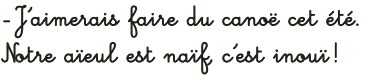 - J'aimerais faire du canoë cet été.
Notre aïeul est naïf, c'est inouï!